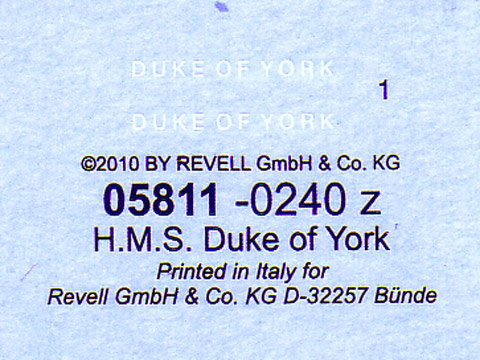 DUKE OF YORK
1
DUKE OF YORK
©2010 BY REVELL GmbH & Co. KG
05811 -0240 z
H.M.S. Duke of York
Printed in Italy for
Revell GmbH & Co. KG D-32257 Bünde